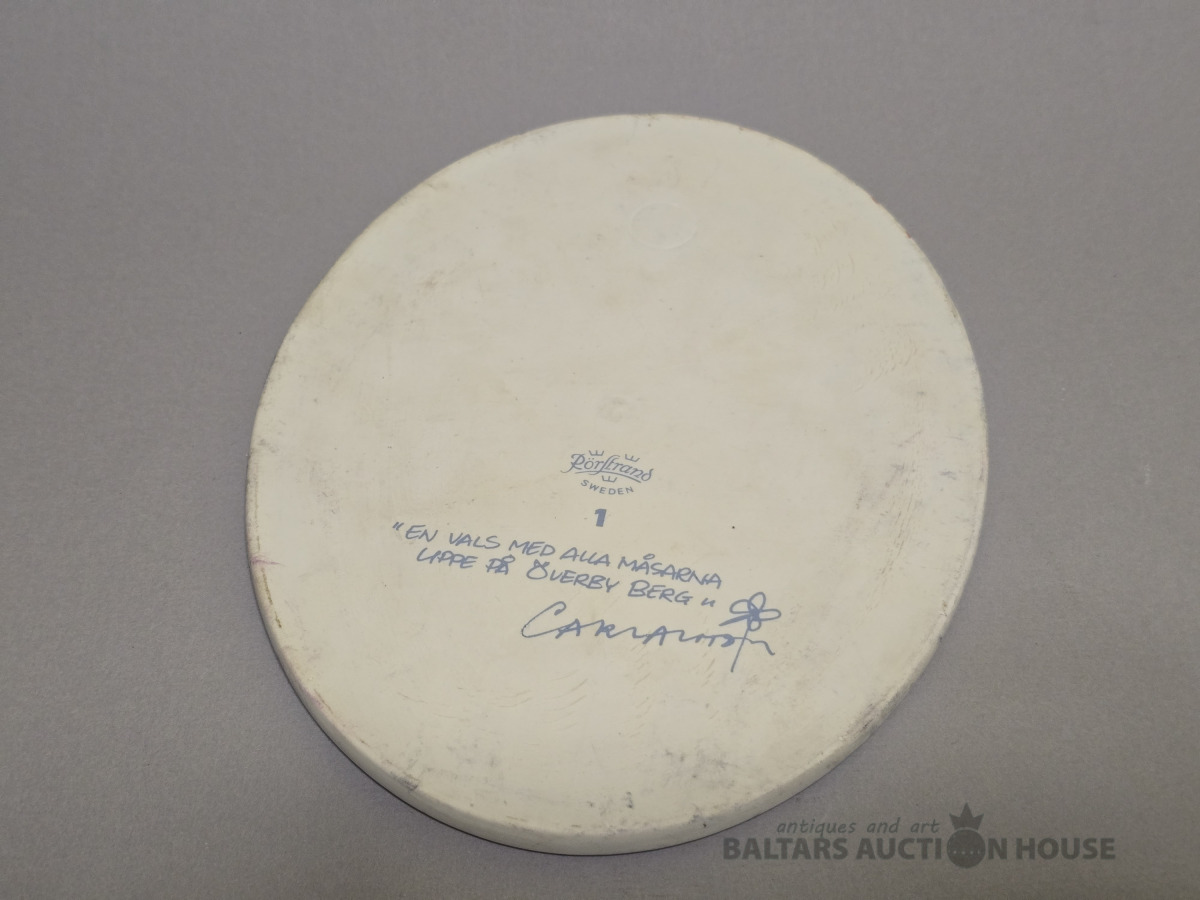 Rörstrand
SWEDEN
1
"EN VALS MED ALLA MÅSARNA
UPPE PÅ ÖVERBY BERG"
antiques and art
BALTARS AUCTION HOUSE